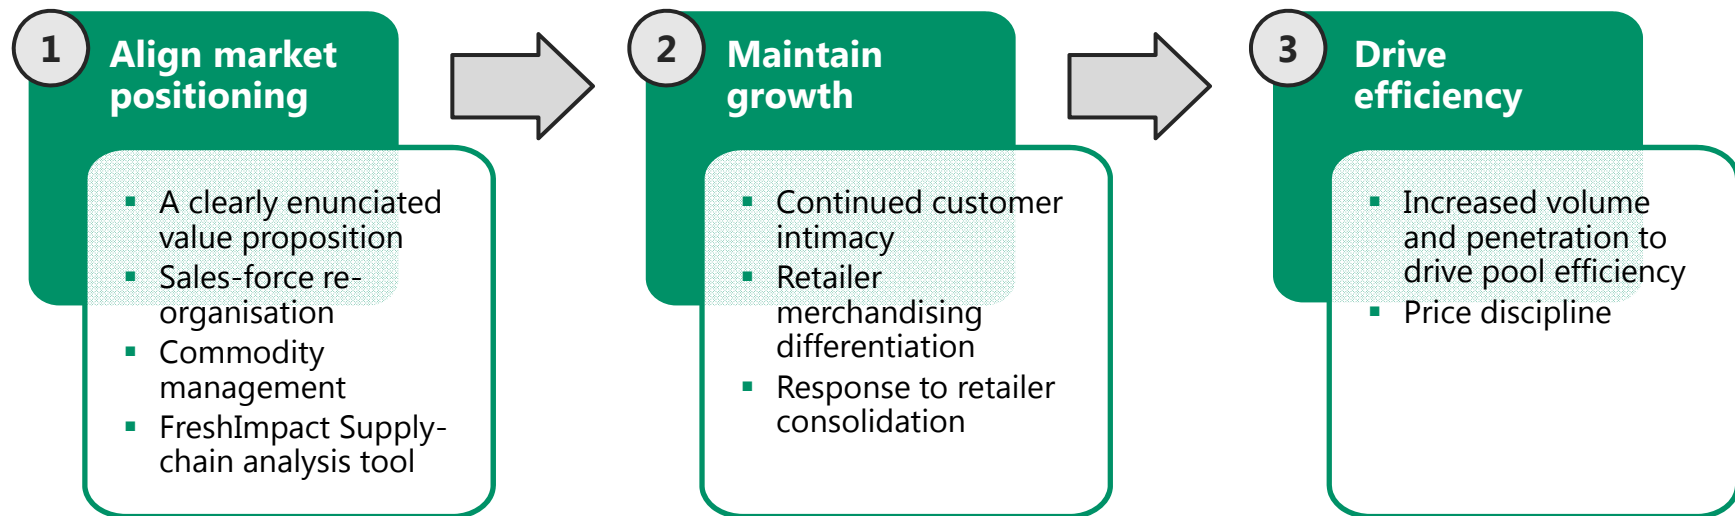 1
Align market
positioning
▪ A clearly enunciated
value proposition
▪ Sales-force re-
organisation
▪ Commodity
management
▪ FreshImpact Supply-
chain analysis tool
2
Maintain
growth
▪ Continued customer
intimacy
▪ Retailer
merchandising
differentiation
▪ Response to retailer
consolidation
3
Drive
efficiency
▪ Increased volume
and penetration to
drive pool efficiency
▪ Price discipline